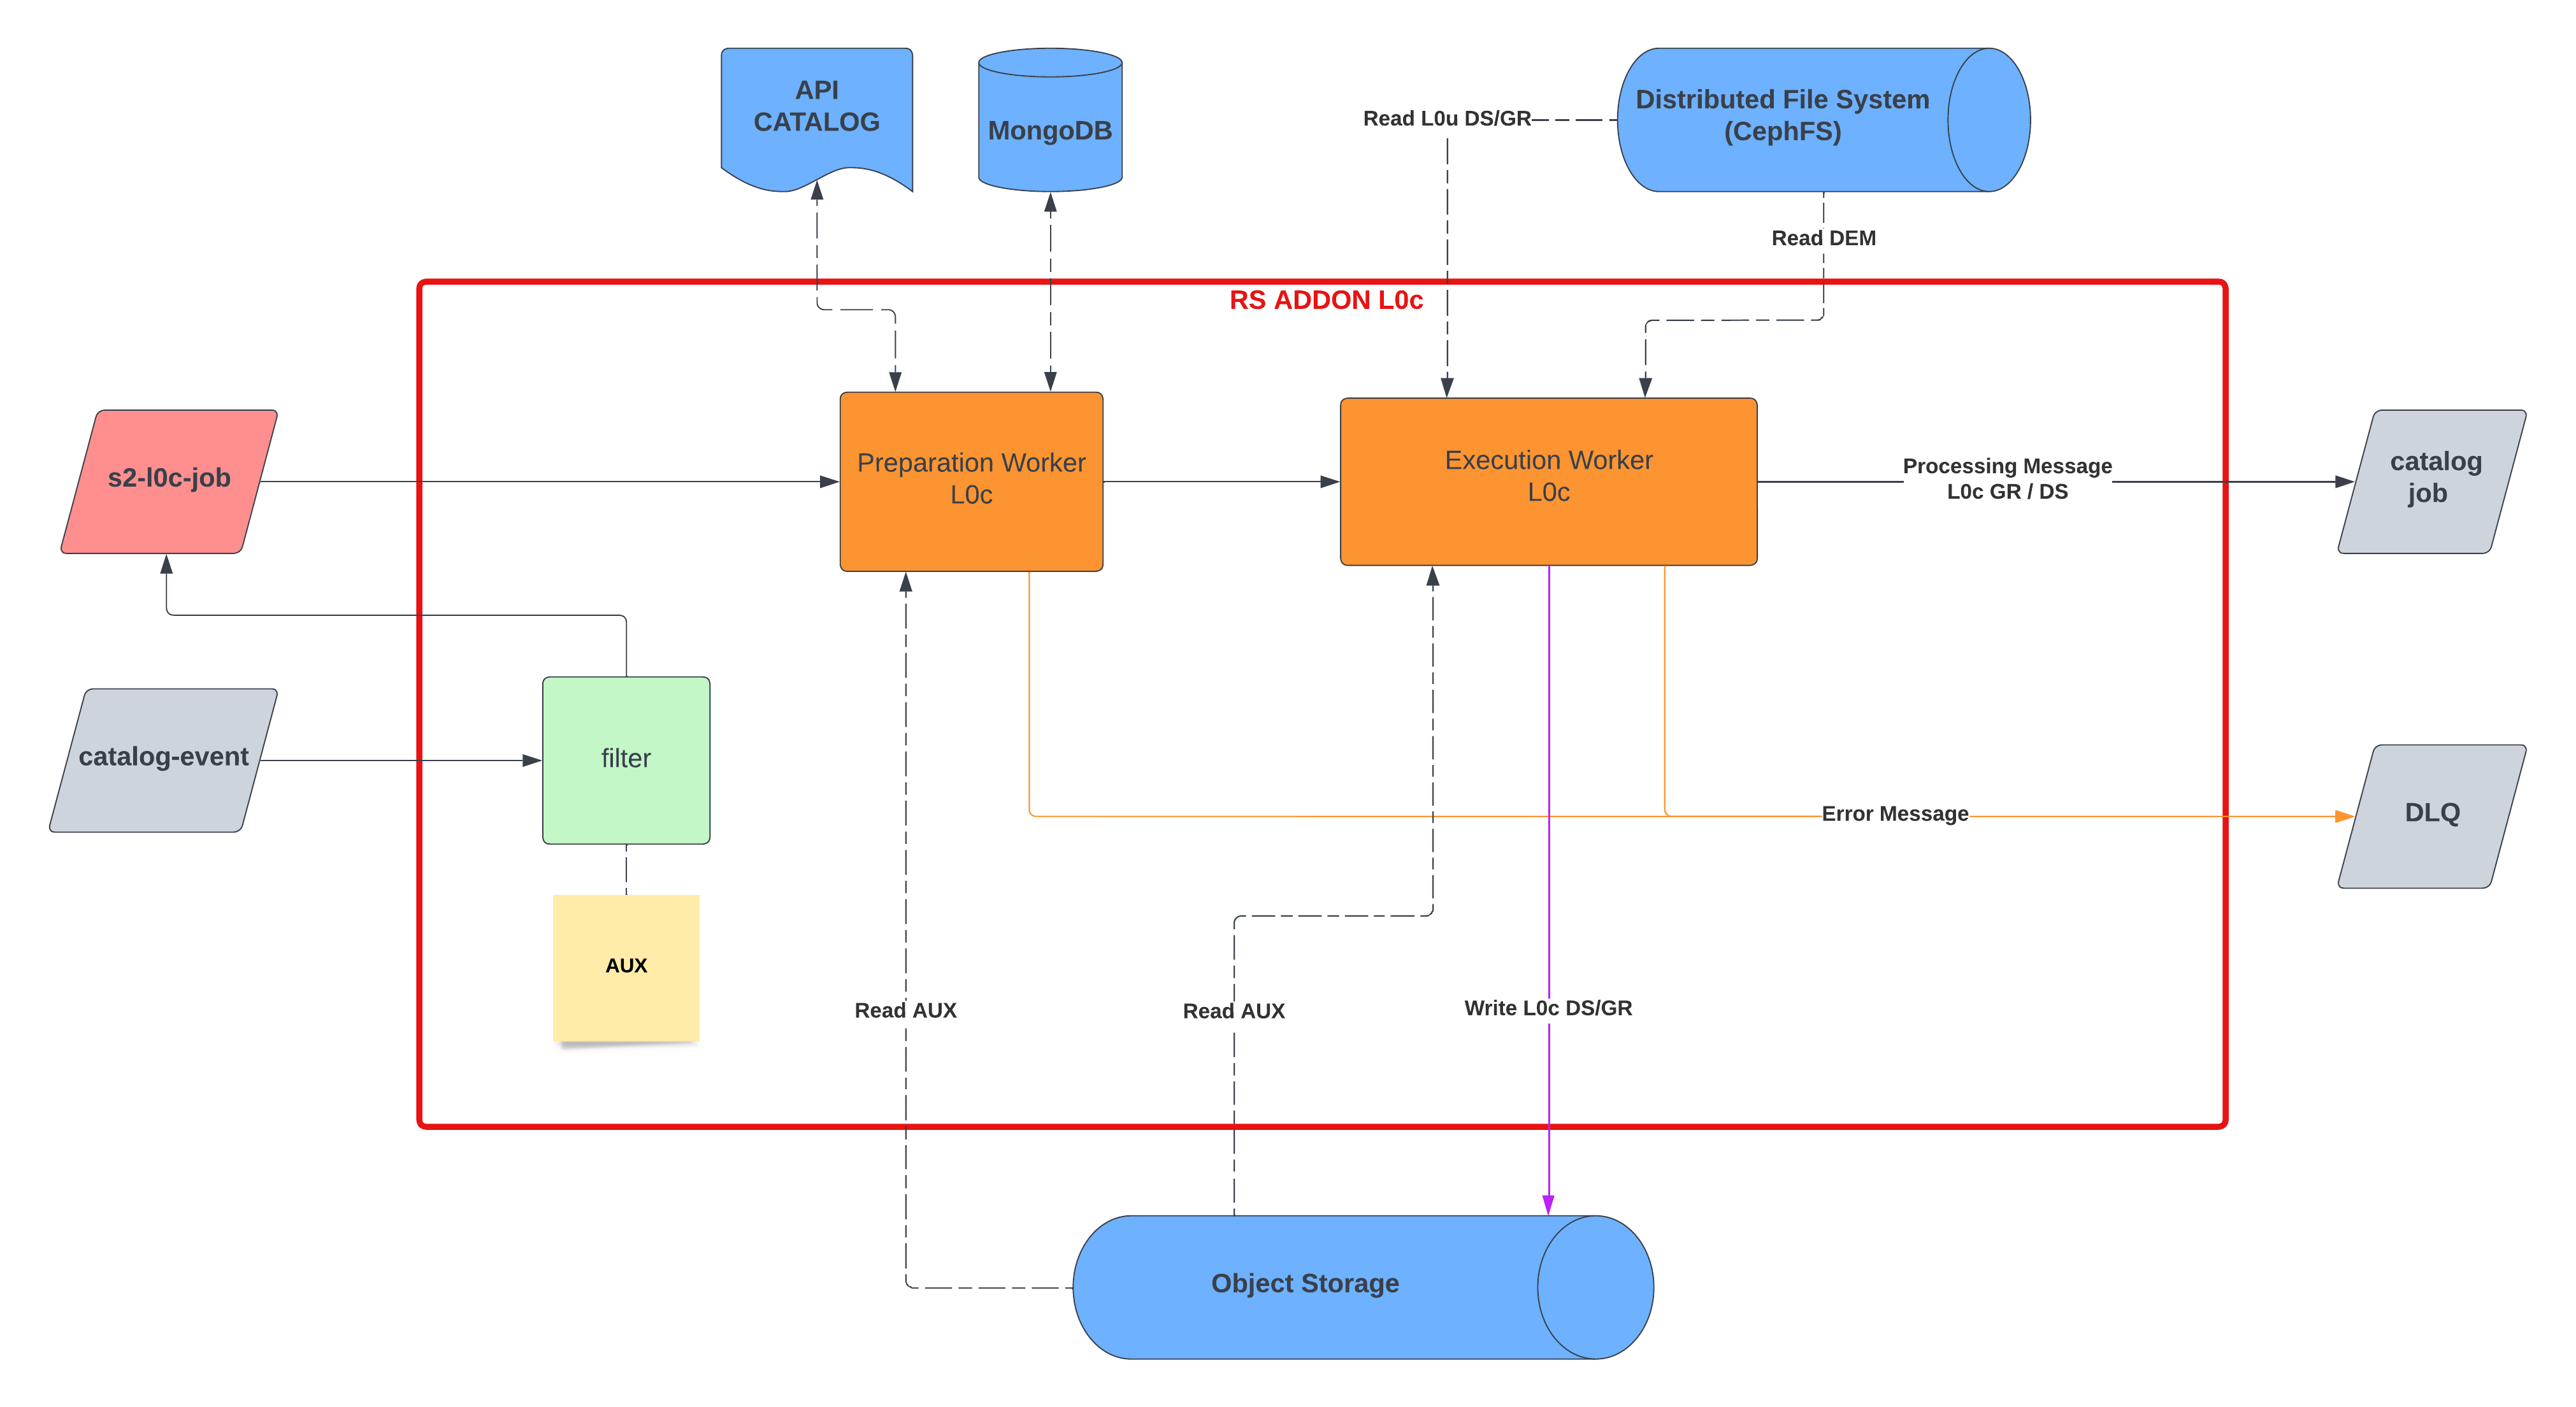 API
CATALOG
MongoDB
Distributed File System
(CephFS)
Read L0u DS/GR
Read DEM
RS ADDON L0c
s2-l0c-job
Preparation Worker
L0c
Execution Worker
L0c
Processing Message
L0c GR / DS
catalog
job
catalog-event
filter
Error Message
DLQ
AUX
Read AUX
Read AUX
Write L0c DS/GR
Object Storage